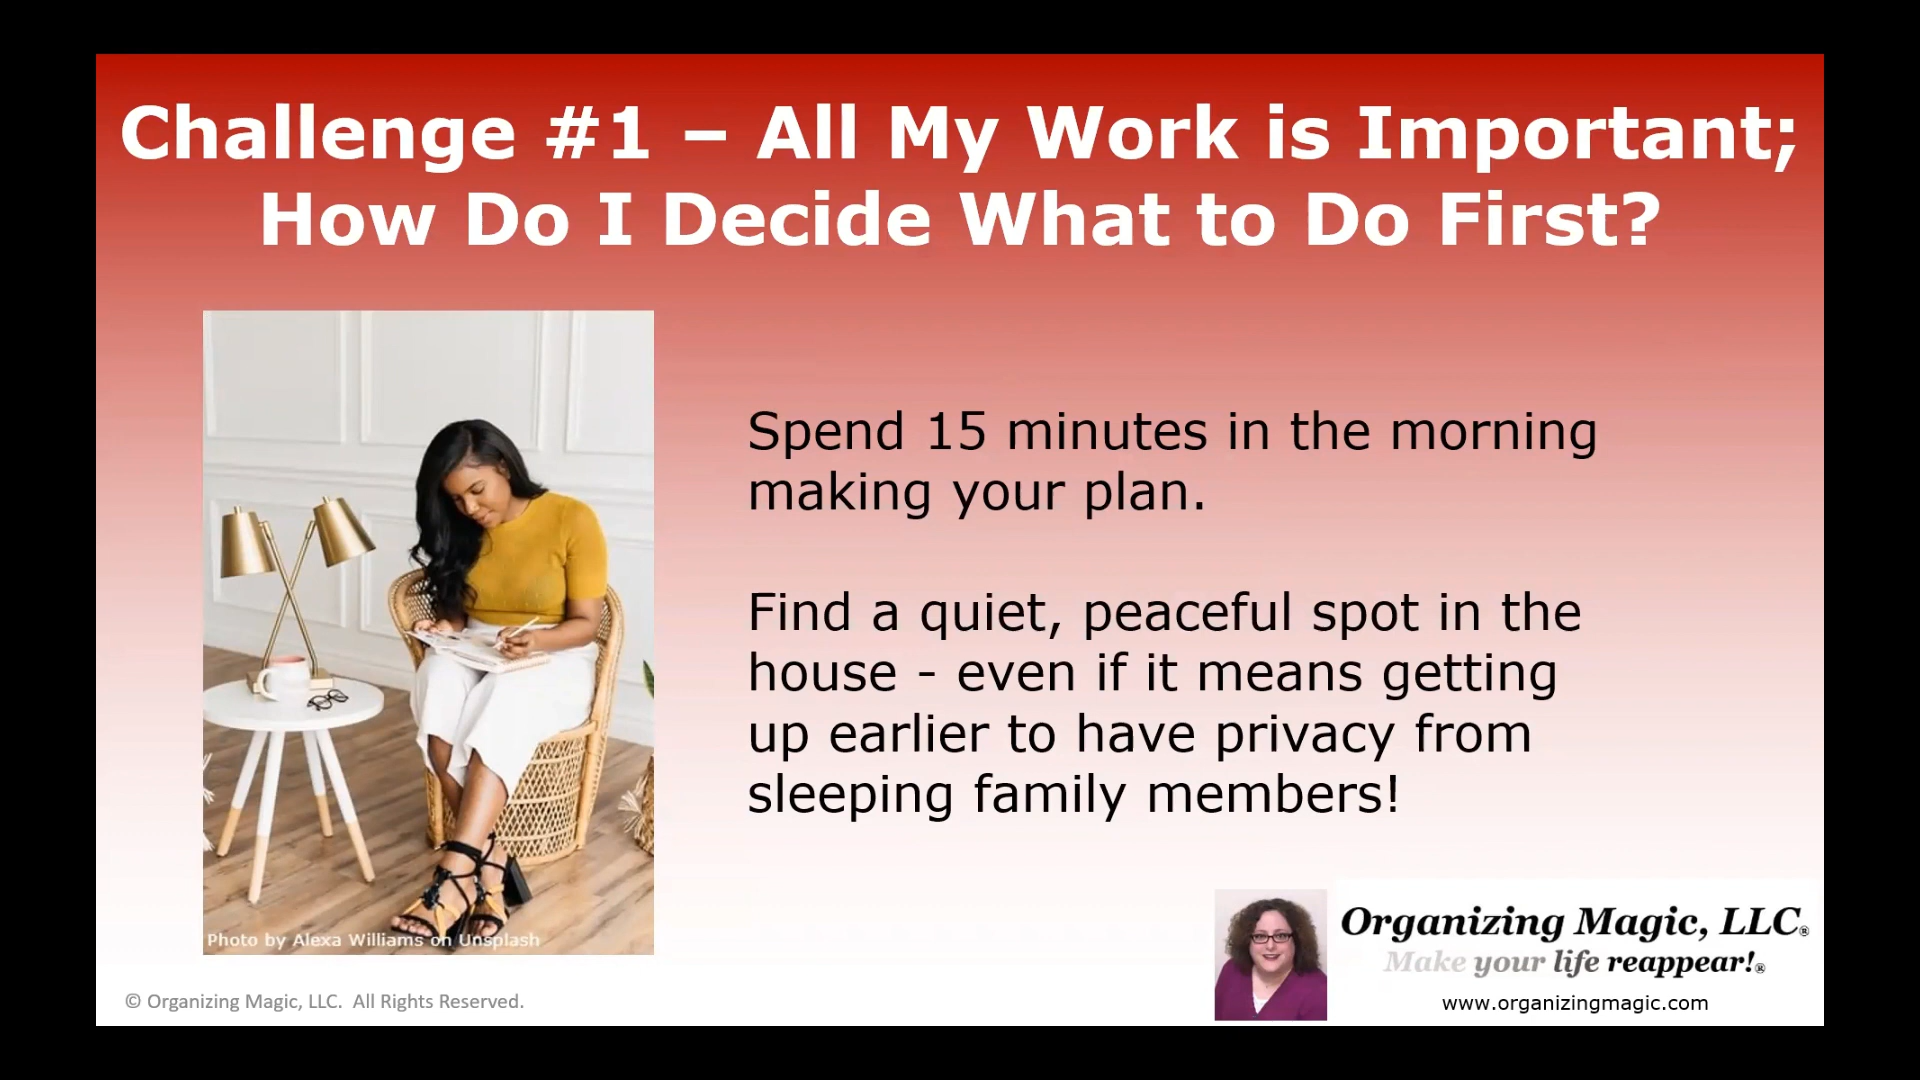 Challenge #1 – All My Work is Important;
How Do I Decide What to Do First?
Spend 15 minutes in the morning
making your plan.
Find a quiet, peaceful spot in the
house - even if it means getting
up earlier to have privacy from
sleeping family members!
Photo by Alexa Williams on Unsplash
© Organizing Magic, LLC. All Rights Reserved.
Organizing Magic, LLC®
Make your life reappear!®
www.organizingmagic.com